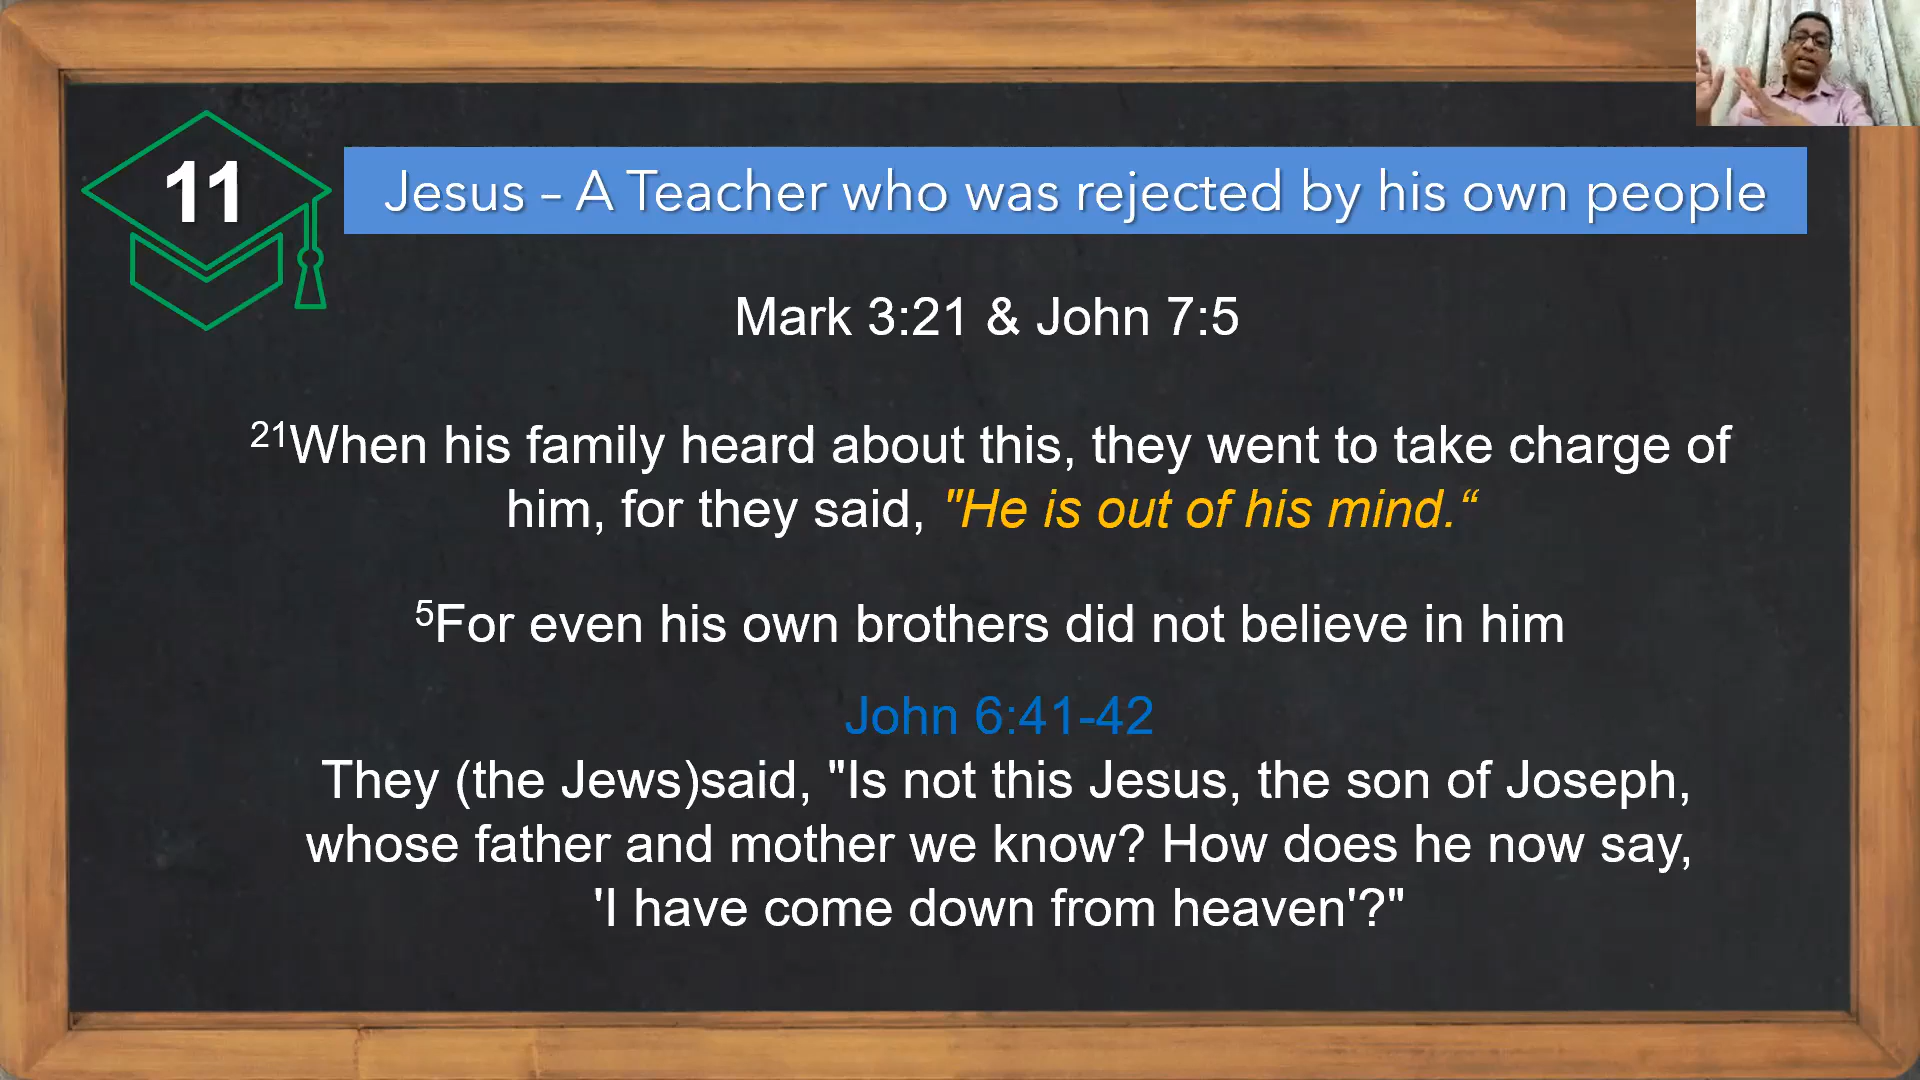 11
Jesus – A Teacher who was rejected by his own people
Mark 3:21 & John 7:5
21When his family heard about this, they went to take charge of
him, for they said, "He is out of his mind.“
5For even his own brothers did not believe in him
John 6:41-42
They (the Jews)said, "Is not this Jesus, the son of Joseph,
whose father and mother we know? How does he now say,
'I have come down from heaven'?"